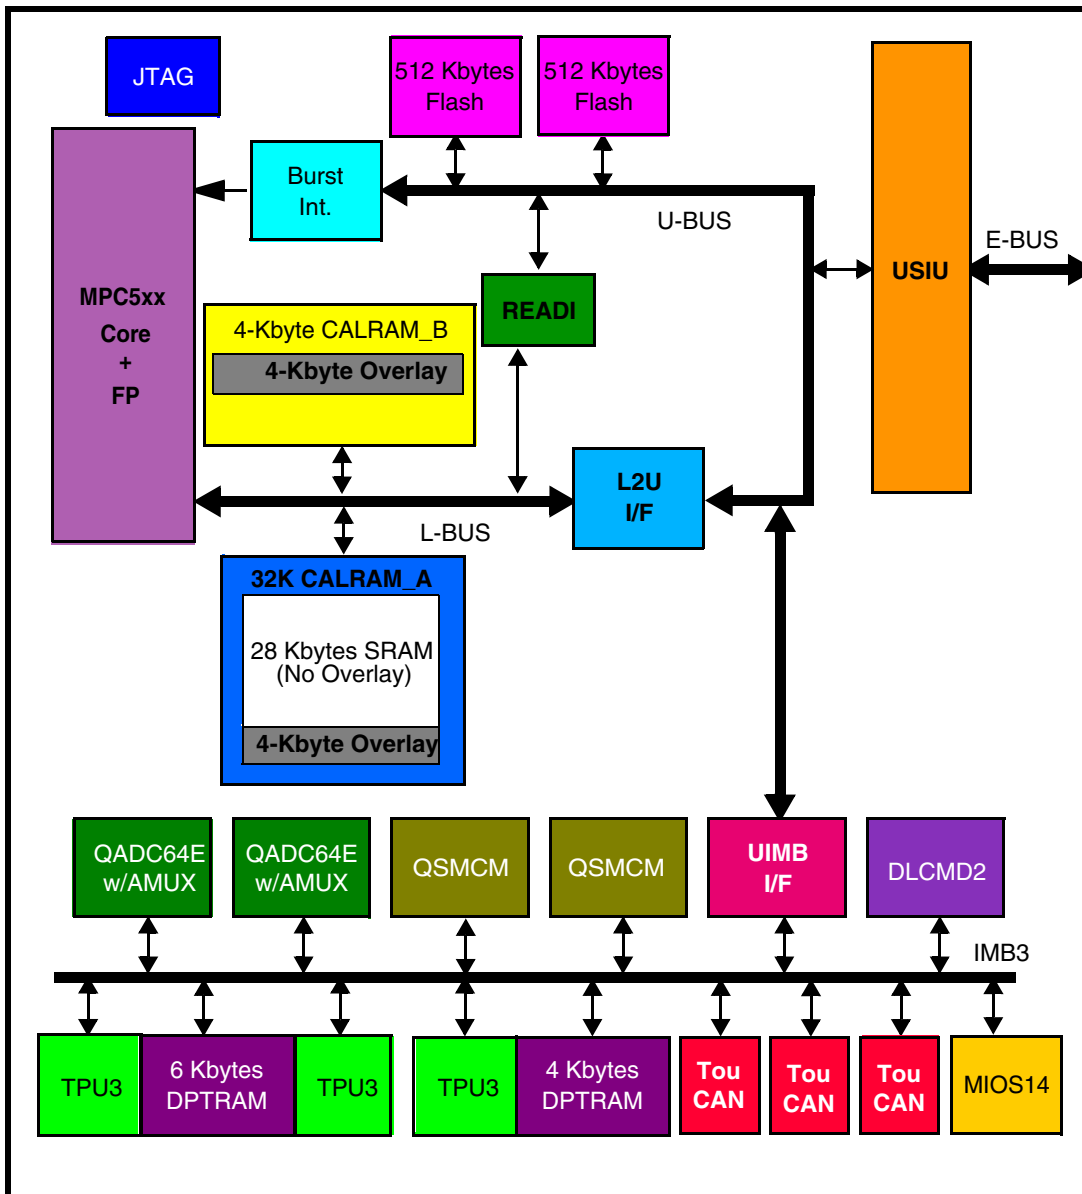 JTAG
512 Kbytes
Flash
512 Kbytes
Flash
Burst
Int.
U-BUS
E-BUS
USIU
MPC5xx
Core
+
FP
READI
4-Kbyte CALRAM_B
4-Kbyte Overlay
L2U
I/F
L-BUS
32K CALRAM_A
28 Kbytes SRAM
(No Overlay)
4-Kbyte Overlay
QADC64E
w/AMUX
QADC64E
w/AMUX
QSMCM
QSMCM
UIMB
I/F
DLCMD2
IMB3
TPU3
6 Kbytes
DPTRAM
TPU3
TPU3
4 Kbytes
DPTRAM
Tou
CAN
Tou
CAN
Tou
CAN
MIOS14